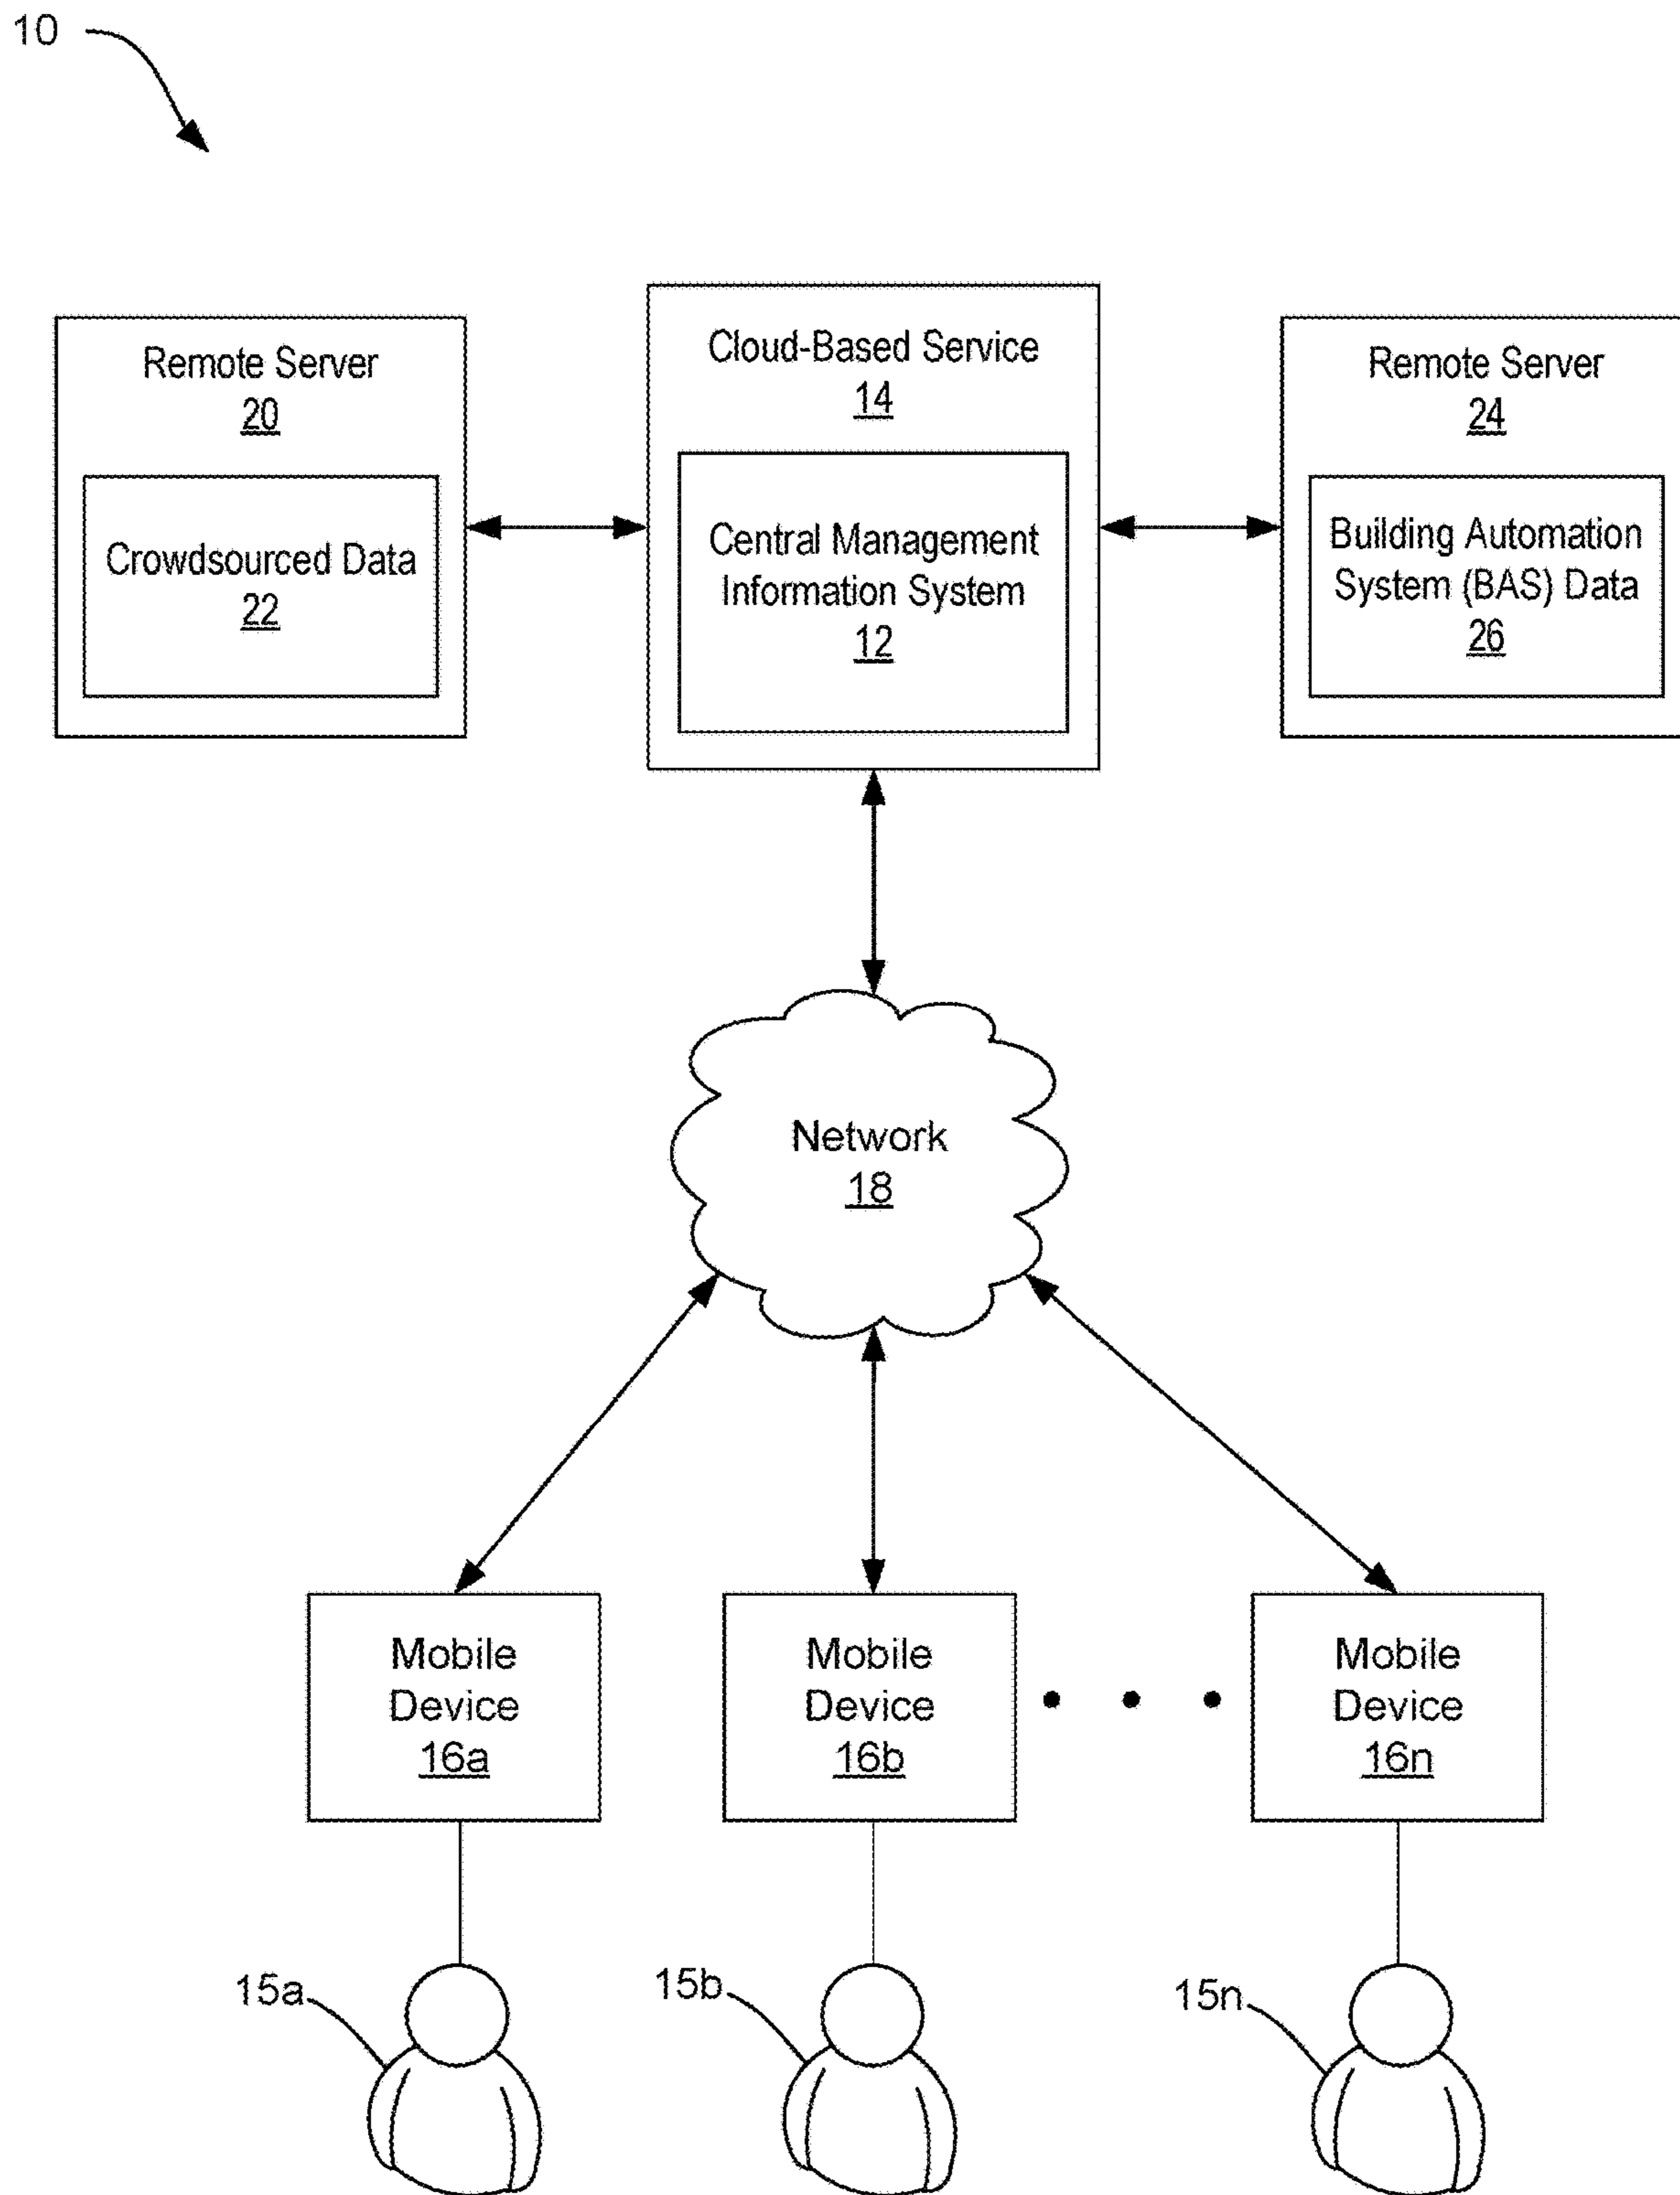 10
Remote Server
20
Crowdsourced Data
22
Cloud-Based Service
14
Central Management
Information System
12
Remote Server
24
Building Automation
System (BAS) Data
26
Network
18
Mobile
Device
16a
Mobile
Device
16b
Mobile
Device
16n
15a
15b
15n